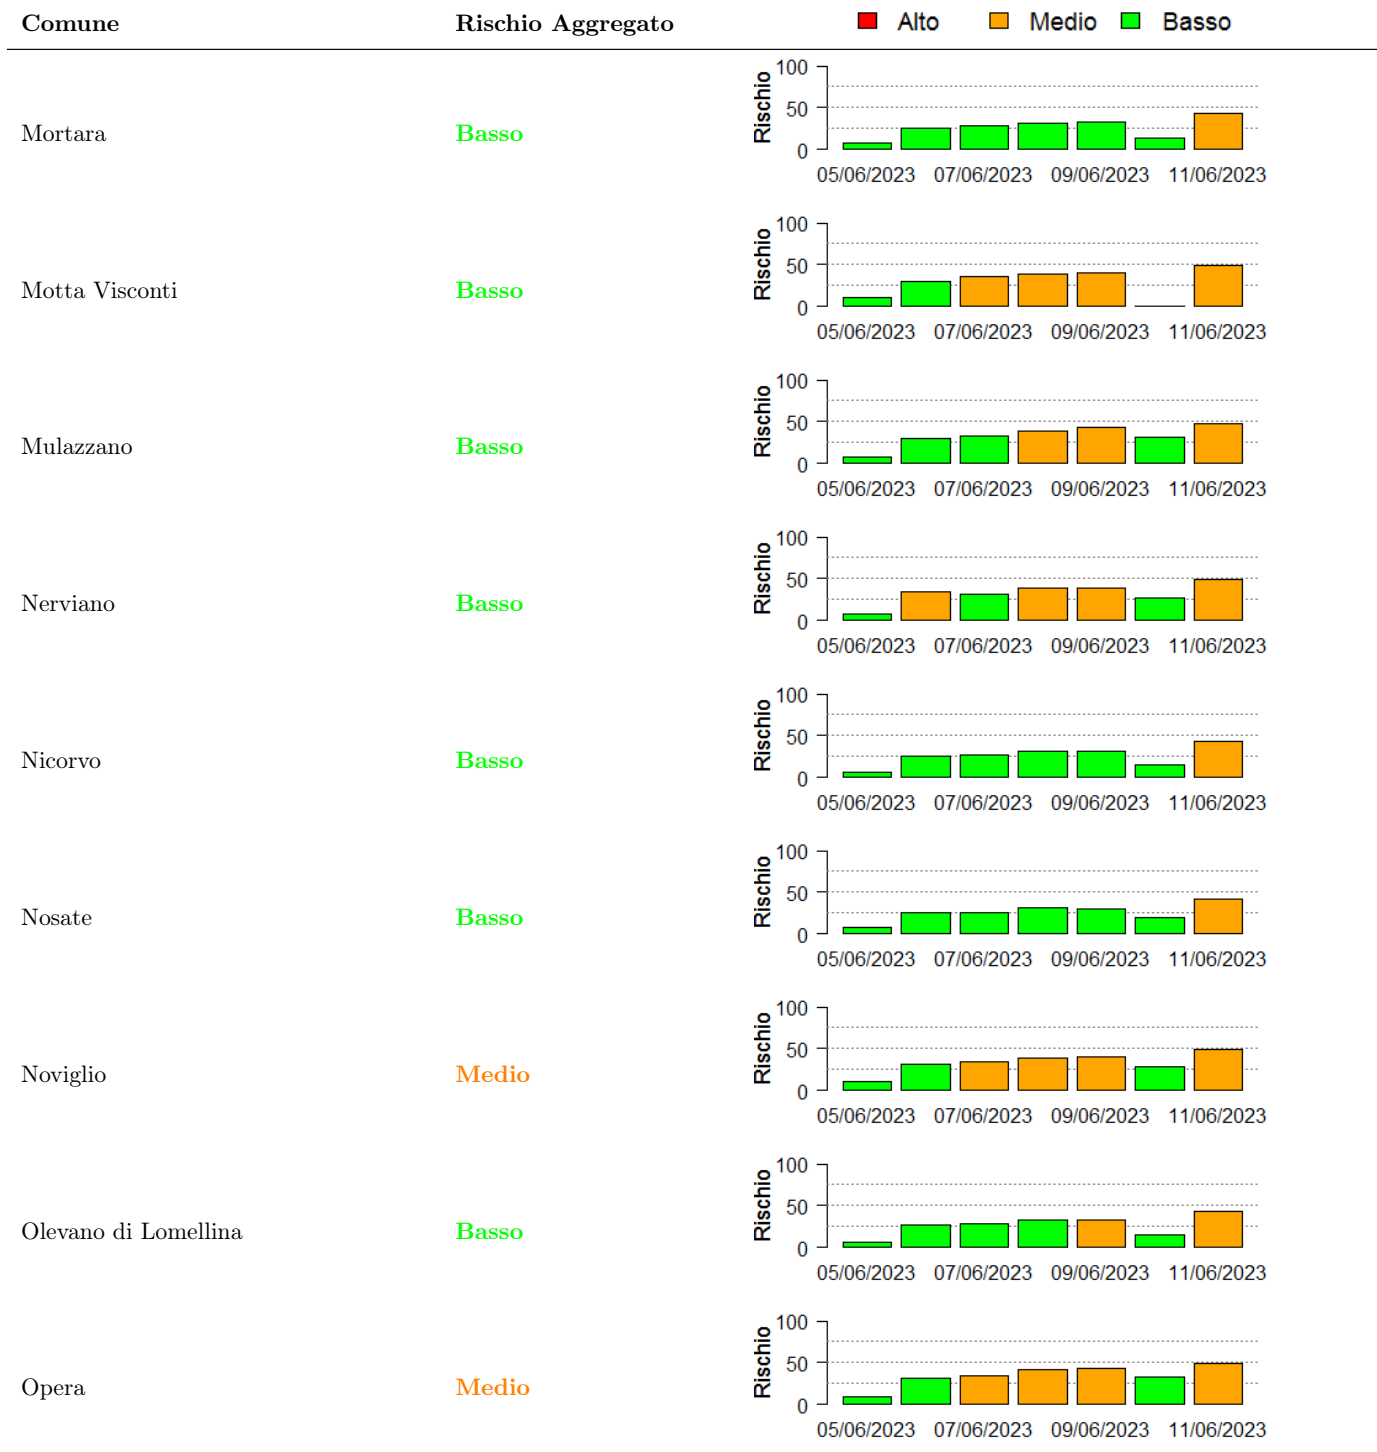 Comune Rischio Aggregato Alto Medio Basso
Mortara Basso Rischio 100 50 0
05/06/2023 07/06/2023 09/06/2023 11/06/2023
Motta Visconti Basso Rischio 100 50 0
05/06/2023 07/06/2023 09/06/2023 11/06/2023
Mulazzano Basso Rischio 100 50 0
05/06/2023 07/06/2023 09/06/2023 11/06/2023
Nerviano Basso Rischio 100 50 0
05/06/2023 07/06/2023 09/06/2023 11/06/2023
Nicorvo Basso Rischio 100 50 0
05/06/2023 07/06/2023 09/06/2023 11/06/2023
Nosate Basso Rischio 100 50 0
05/06/2023 07/06/2023 09/06/2023 11/06/2023
Noviglio Medio Rischio 100 50 0
05/06/2023 07/06/2023 09/06/2023 11/06/2023
Olevano di Lomellina Basso Rischio 100 50 0
05/06/2023 07/06/2023 09/06/2023 11/06/2023
Opera Medio Rischio 100 50 0
05/06/2023 07/06/2023 09/06/2023 11/06/2023